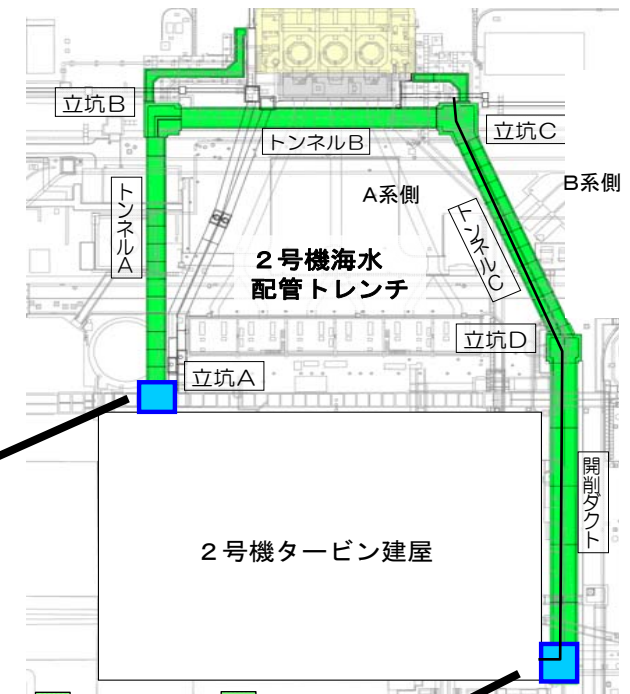 立坑B
トンネルB
立坑C
A系側
B系側
トンネルA
トンネルC
2号機海水
配管トレンチ
立坑D
立坑A
開削ダクト
2号機タービン建屋